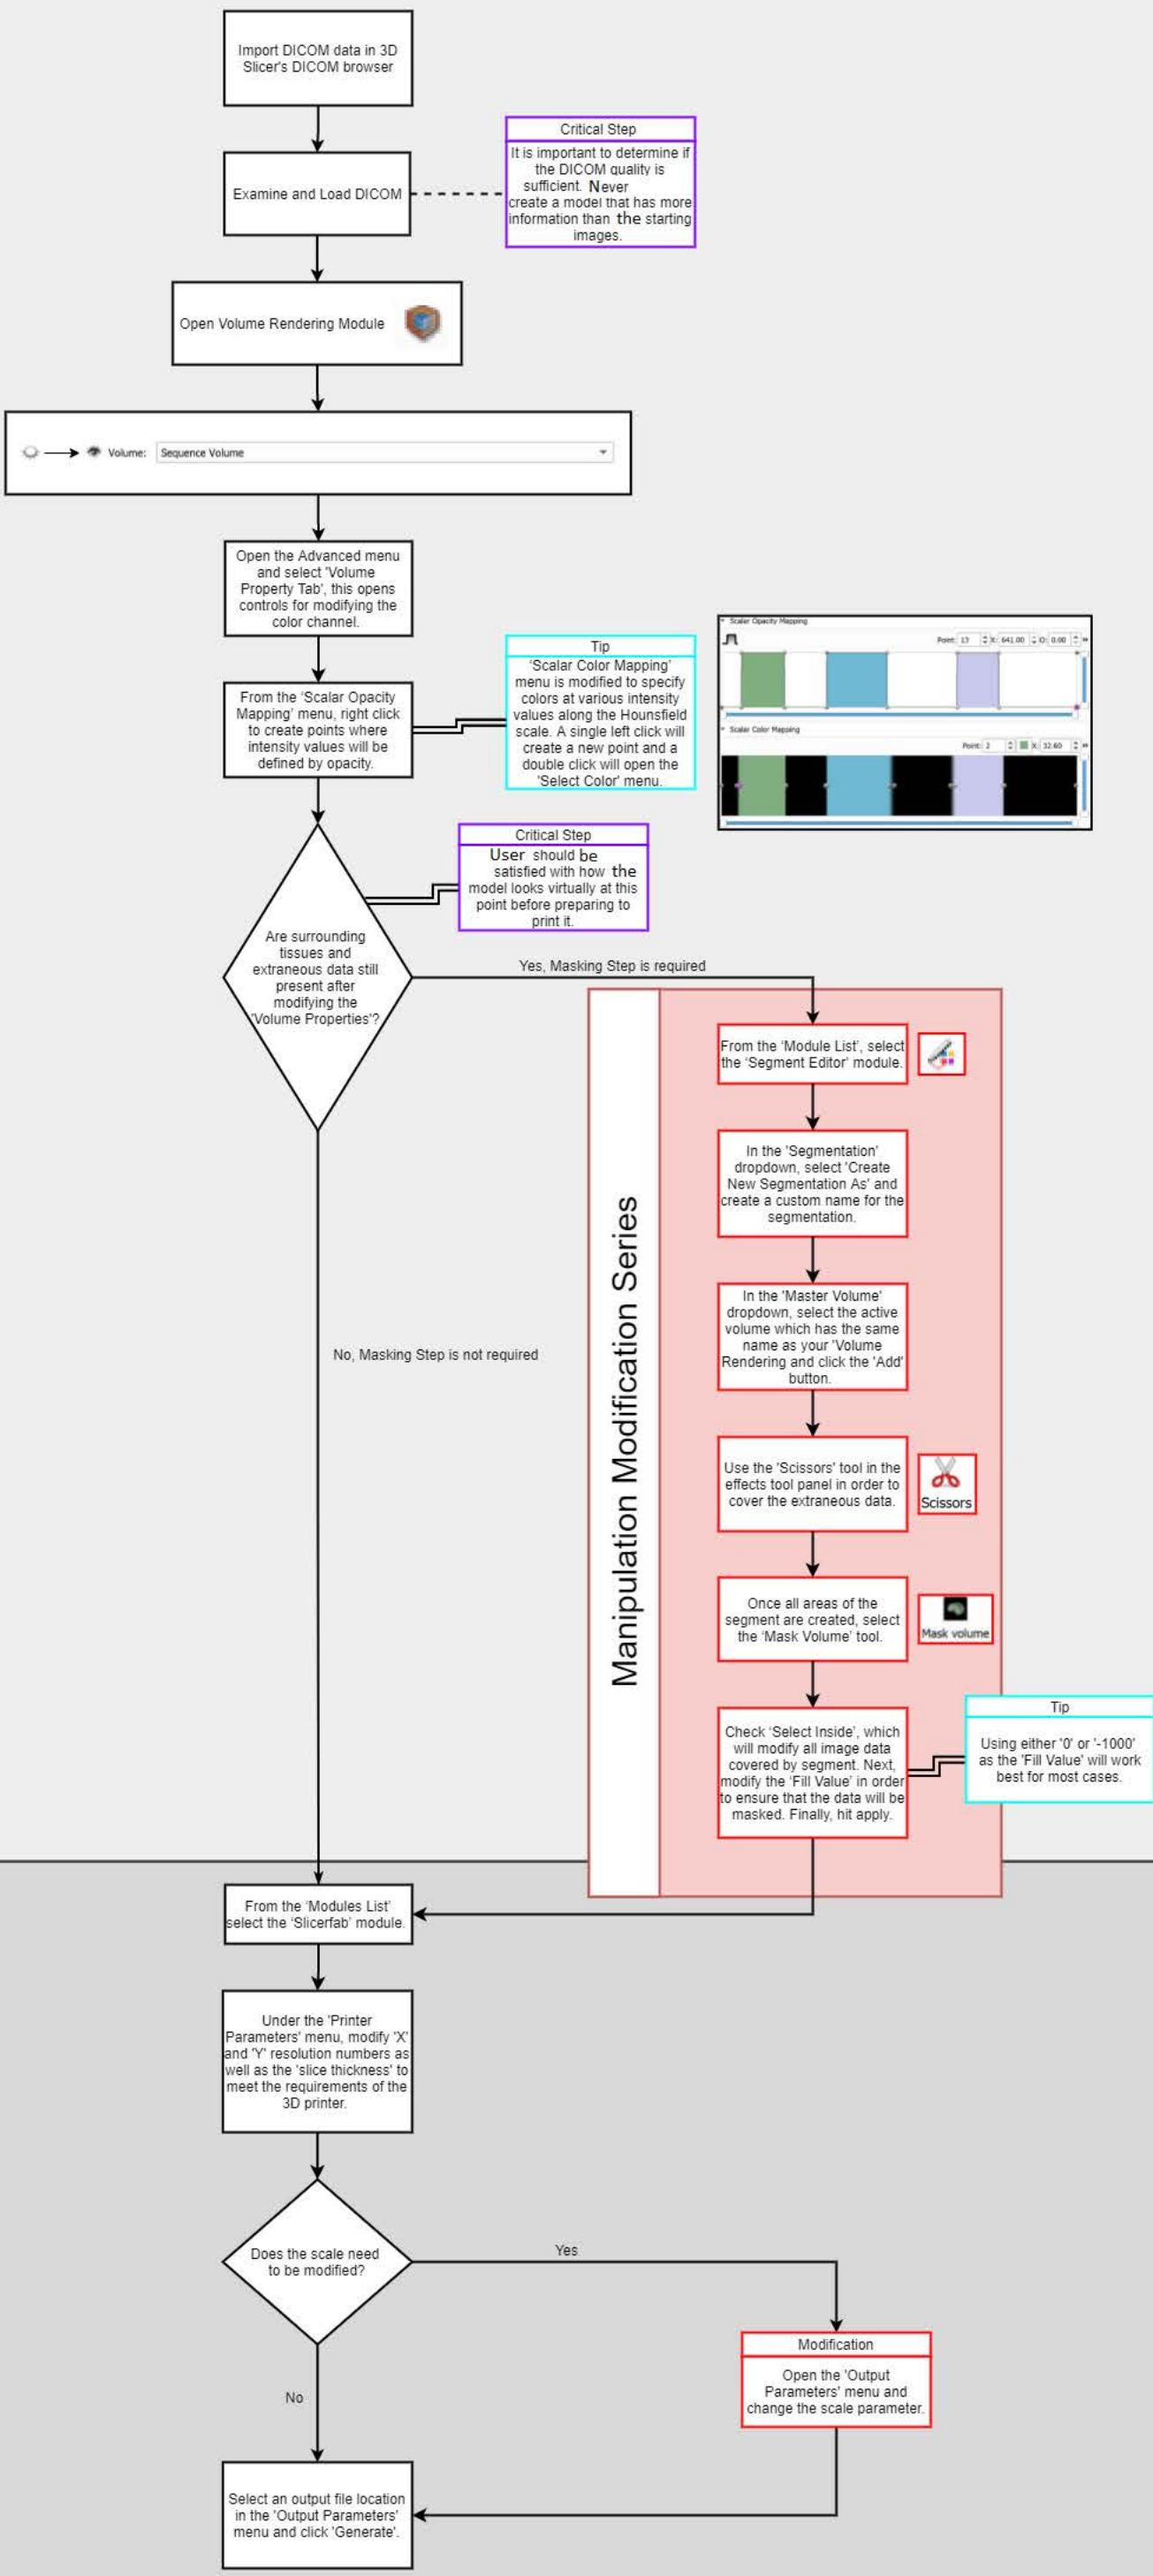 Import DICOM data in 3D
Slicer's DICOM browser
Examine and Load DICOM
Critical Step
It is important to determine if
the DICOM quality is
sufficient. Never
create a model that has more
information than the starting
images.
Open Volume Rendering Module
Volume: Sequence Volume
Open the Advanced menu
and select 'Volume
Property Tab', this opens
controls for modifying the
color channel.
From the 'Scalar Opacity
Mapping' menu, right click
to create points where
intensity values will be
defined by opacity.
Tip
'Scalar Color Mapping'
menu is modified to specify
colors at various intensity
values along the Hounsfield
scale. A single left click will
create a new point and a
double click will open the
'Select Color' menu.
Scalar Opacity Mapping
Point: 13 X: 641.00 O: 0.00
Scalar Color Mapping
Point: 2 X: 32.60
Critical Step
User should be
satisfied with how the
model looks virtually at this
point before preparing to
print it.
Are surrounding
tissues and
extraneous data still
present after
modifying the
'Volume Properties'?
Yes, Masking Step is required
No, Masking Step is not required
Manipulation Modification Series
From the 'Module List', select
the 'Segment Editor' module.
In the 'Segmentation'
dropdown, select 'Create
New Segmentation As' and
create a custom name for the
segmentation.
In the 'Master Volume'
dropdown, select the active
volume which has the same
name as your 'Volume
Rendering and click the 'Add'
button.
Use the 'Scissors' tool in the
effects tool panel in order to
cover the extraneous data.
Scissors
Once all areas of the
segment are created, select
the 'Mask Volume' tool.
Mask volume
Check 'Select Inside', which
will modify all image data
covered by segment. Next,
modify the 'Fill Value' in order
to ensure that the data will be
masked. Finally, hit apply.
Tip
Using either '0' or '-1000'
as the 'Fill Value' will work
best for most cases.
From the 'Modules List'
select the 'Slicerfab' module.
Under the 'Printer
Parameters' menu, modify 'X'
and 'Y' resolution numbers as
well as the 'slice thickness' to
meet the requirements of the
3D printer.
Does the scale need
to be modified?
Yes
No
Modification
Open the 'Output
Parameters' menu and
change the scale parameter.
Select an output file location
in the 'Output Parameters'
menu and click 'Generate'.